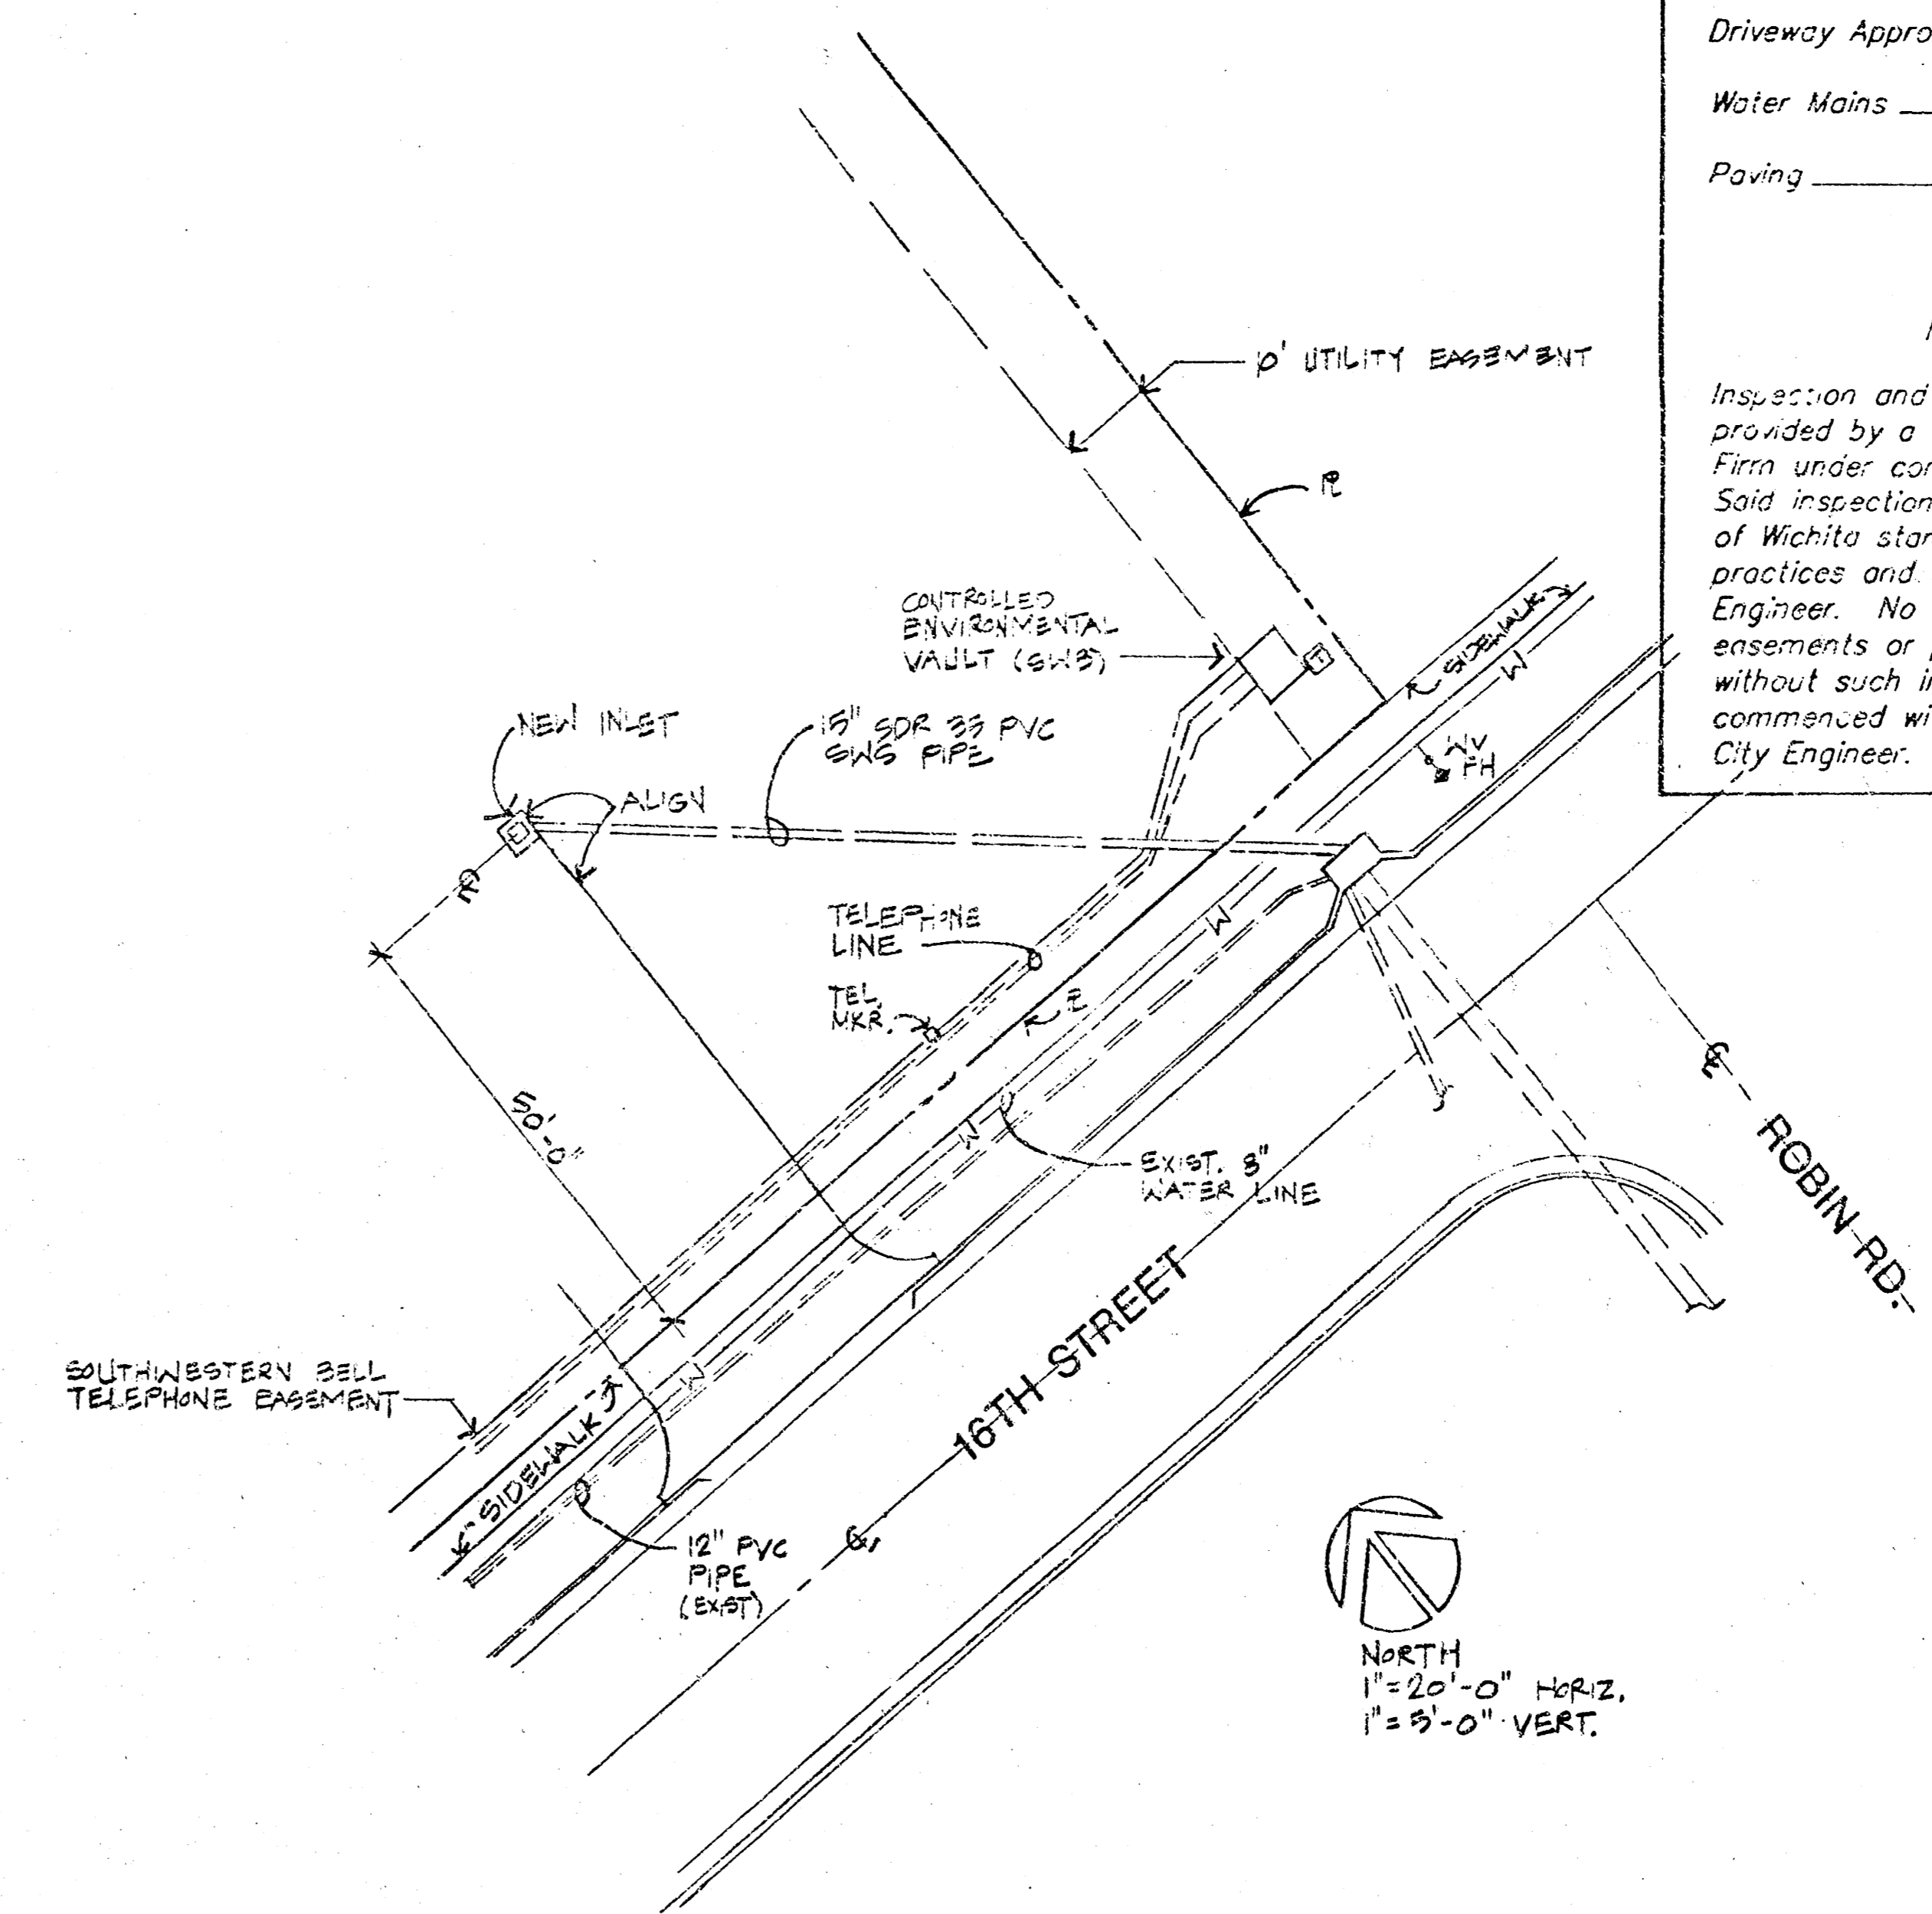 Driveway Appro
Water Mains
Paving
Inspection and
provided by a
Firm under con
Said inspection
of Wichita stan
practices and
Engineer. No
easements or
without such i
commenced wi
City Engineer.
10' UTILITY EASEMENT
CONTROLLED
ENVIRONMENTAL
VAULT (SWB)
SIDEWALK
W
T
NEW INLET
15" SDR 33 PVC
SWS PIPE
WV
FH
ALIGN
TELEPHONE
LINE
W
TEL.
MKR.
50'-0"
W
EXIST. 8"
WATER LINE
ROBIN RD.
16TH STREET
SOUTHWESTERN BELL
TELEPHONE EASEMENT
W
SIDEWALK
12" PVC
PIPE
(EXIST)
NORTH
1"=20'-0" HORIZ.
1"=5'-0" VERT.